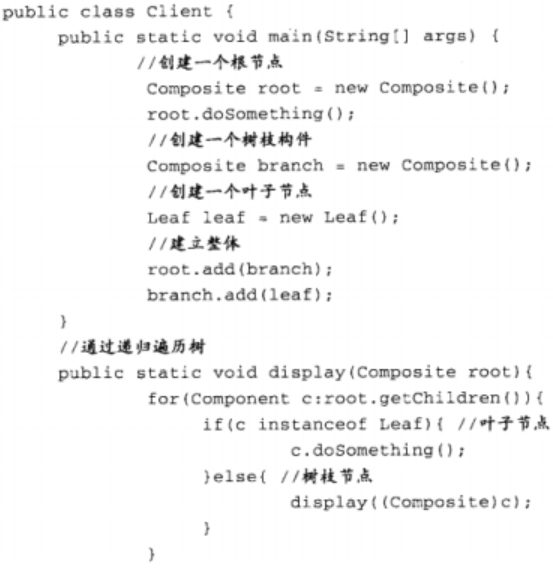 public class Client {
public static void main(String[] args) {
//创建一个根节点
Composite root = new Composite();
root.doSomething();
//创建一个树枝构件
Composite branch = new Composite();
//创建一个叶子节点
Leaf leaf = new Leaf();
//建立整体
root.add(branch);
branch.add(leaf);
}
//通过递归遍历树
public static void display(Composite root){
for(Component c:root.getChildren()){
if(c instanceof Leaf){ //叶子节点
c.doSomething();
}else{ //树枝节点
display((Composite)c);
}
}